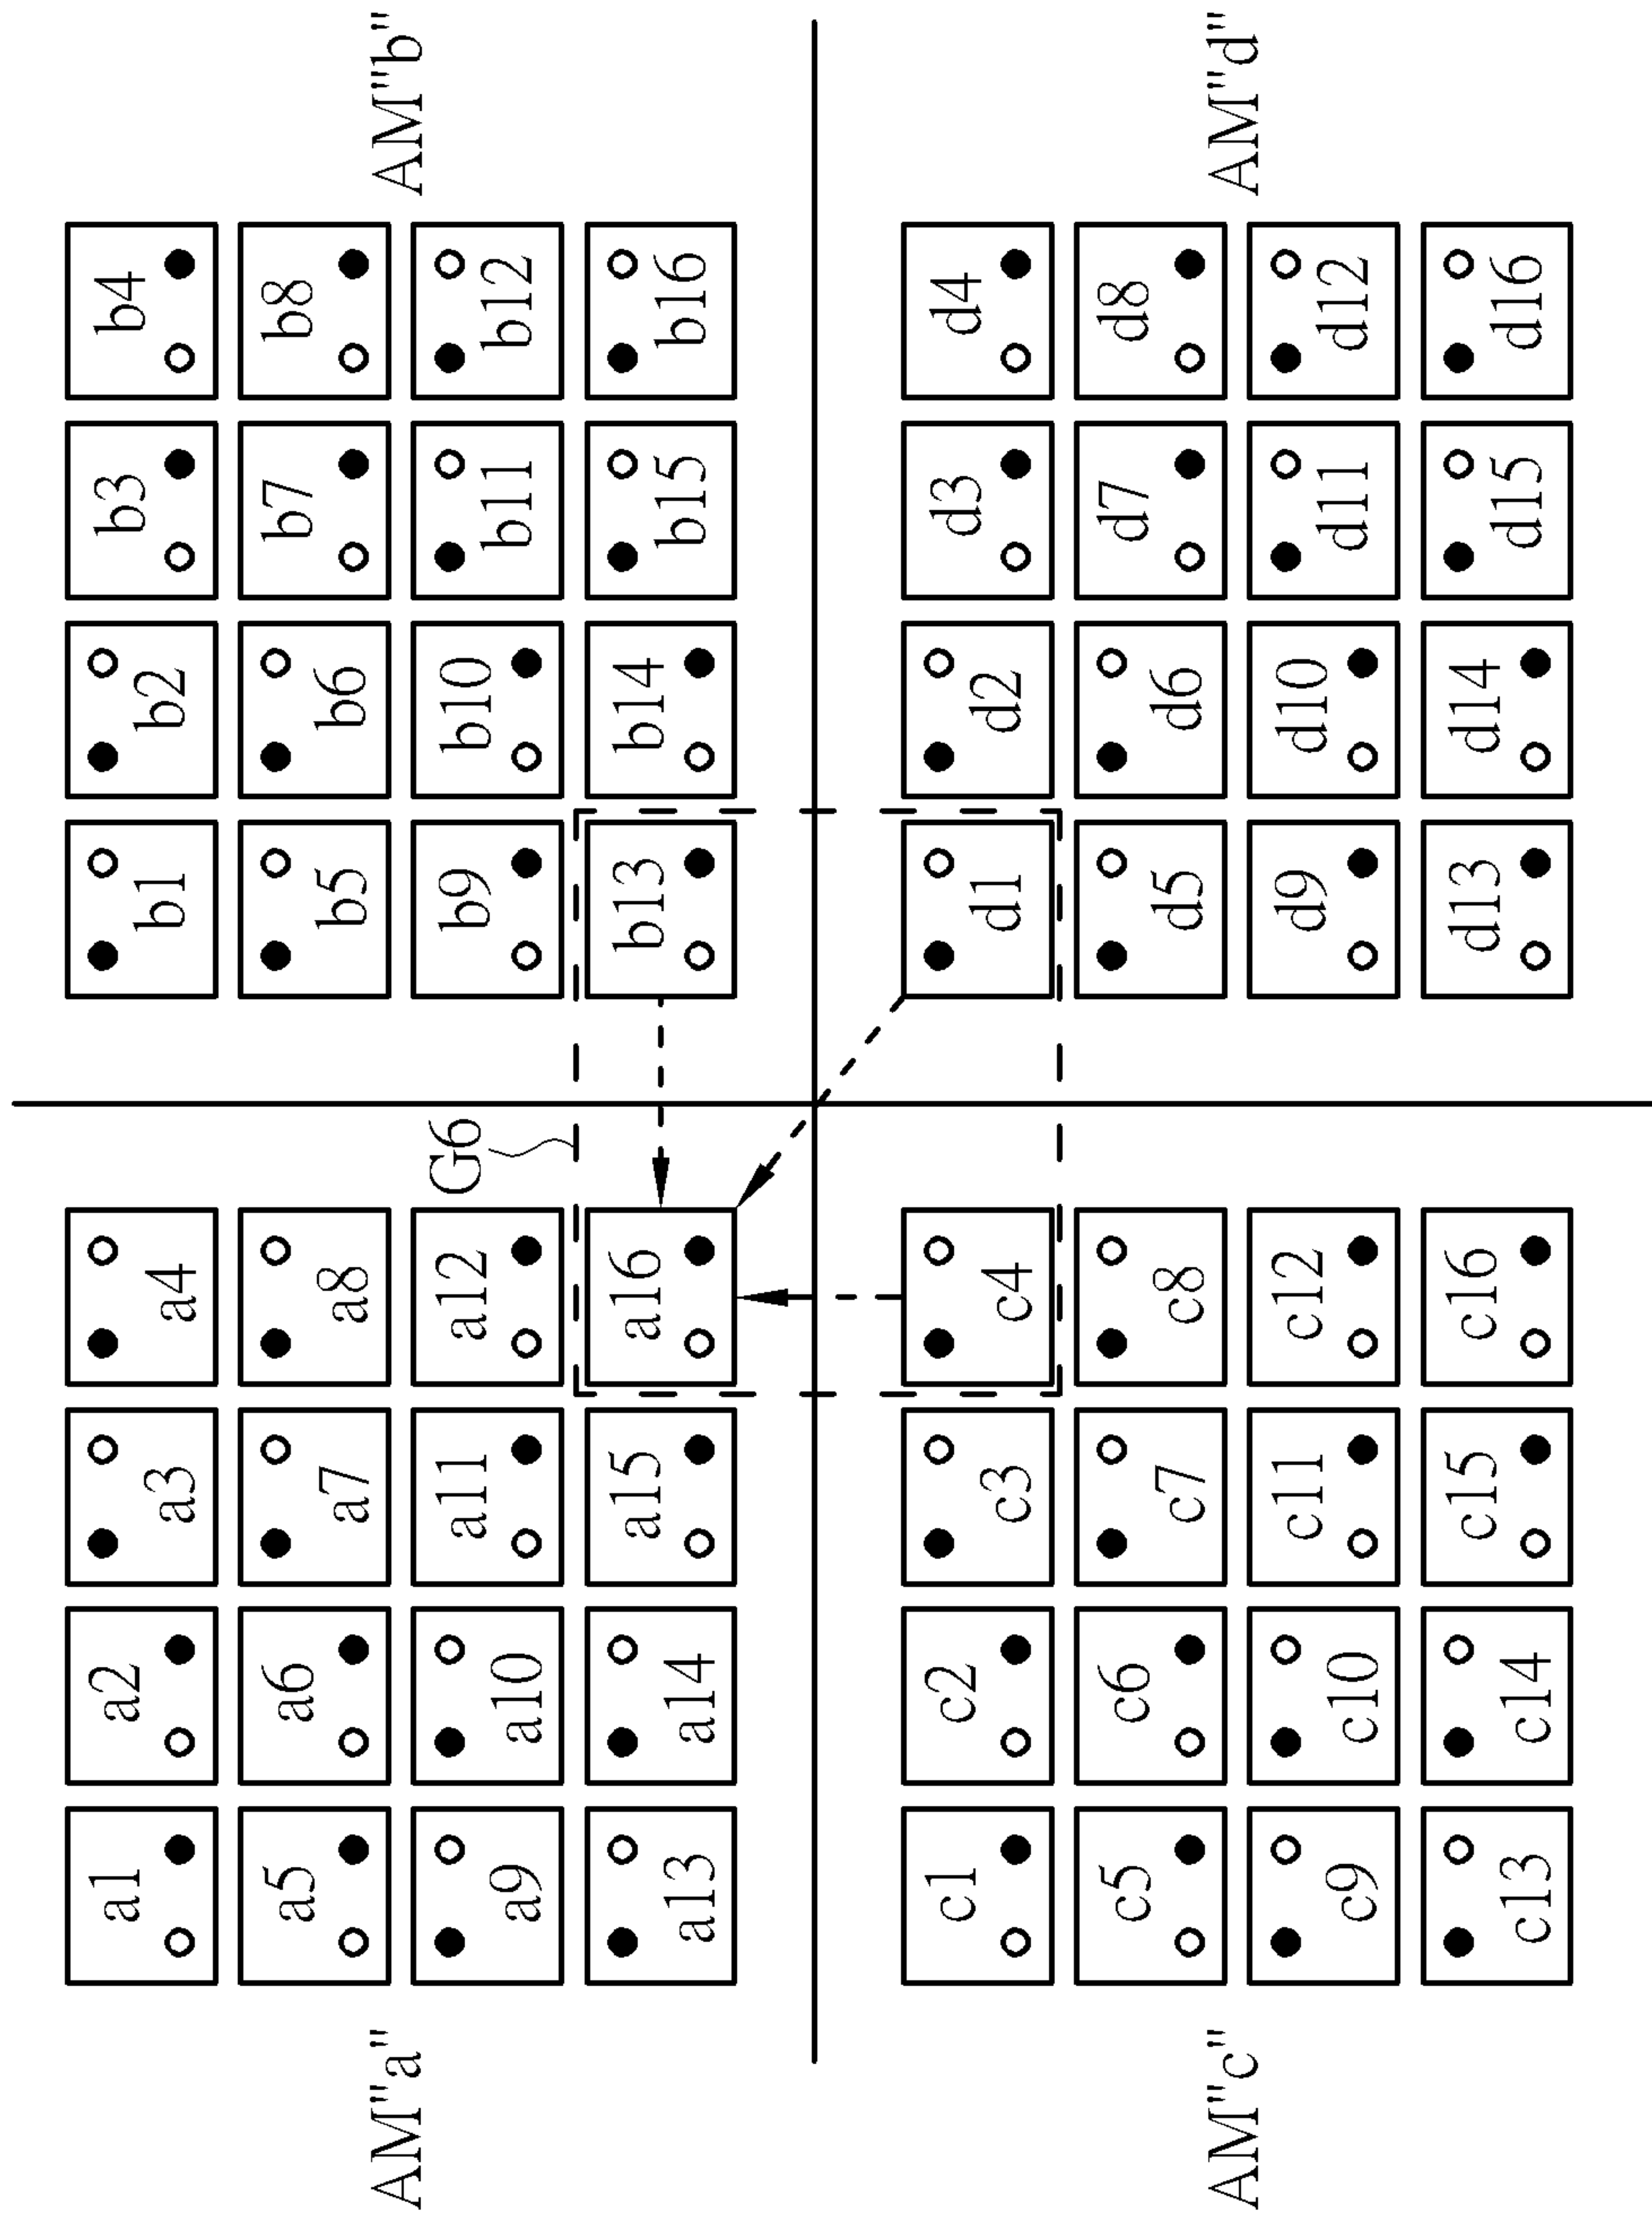 a1 a2 a3 a4 b1 b2 b3 b4
a5 a6 a7 a8 b5 b6 b7 b8
AM"a" AM"b"
a9 a10 a11 a12 G6 b9 b10 b11 b12
a13 a14 a15 a16 b13 b14 b15 b16
c1 c2 c3 c4 d1 d2 d3 d4
c5 c6 c7 c8 d5 d6 d7 d8
AM"c" AM"d"
c9 c10 c11 c12 d9 d10 d11 d12
c13 c14 c15 c16 d13 d14 d15 d16